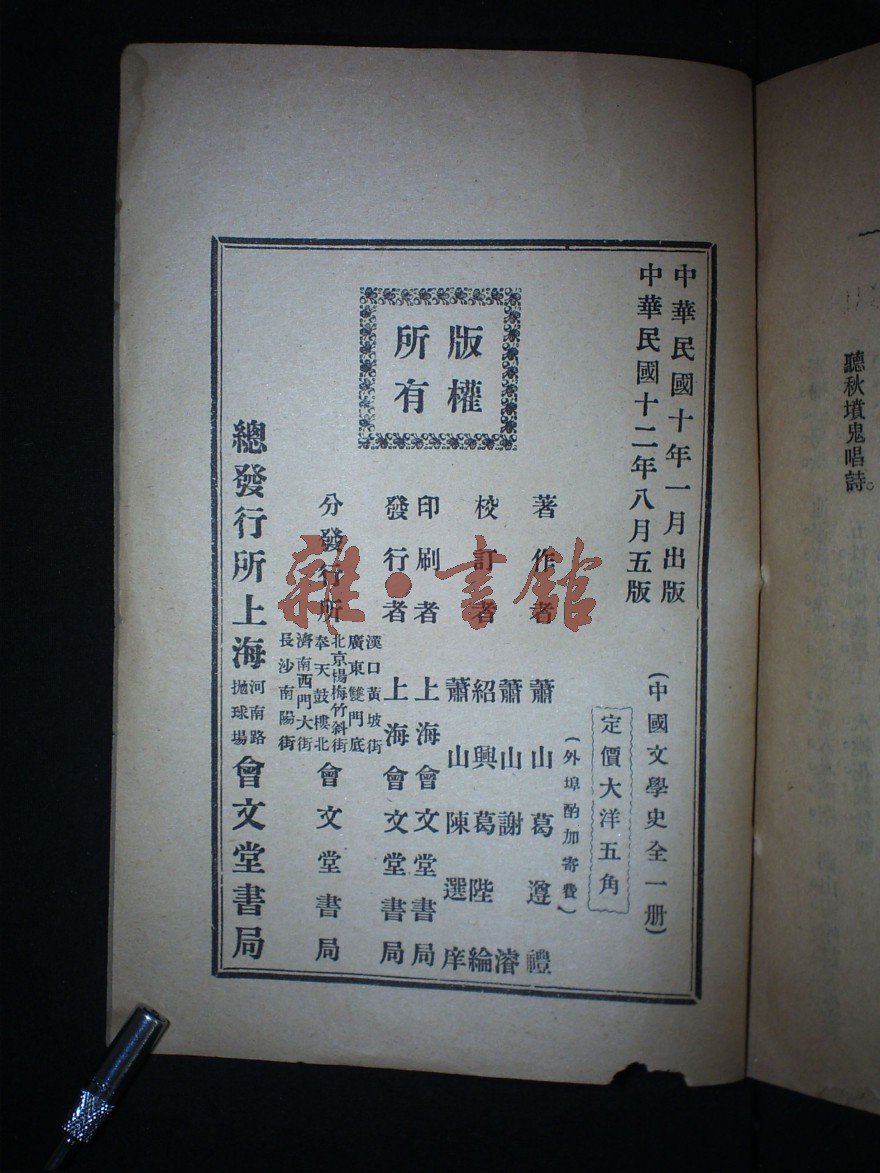 聽秋墳鬼唱詩。
中華民國十年一月出版
中華民國十二年八月五版
(中國文學史全一册)
定價大洋五角
(外埠酌加寄費)
版權
所有
著作者 蕭山葛遵禮
校訂者 蕭山謝濬
紹興葛陛綸
蕭山陳選庠
印刷者 上海會文堂書局
發行者 上海會文堂書局
分發行所
漢口黃坡街
廣東雙門底
北京楊梅竹斜街
奉天鼓樓北
濟南西門大街
長沙南陽街
會文堂書局
總發行所上海
河南路
抛球場
會文堂書局
雜·書館